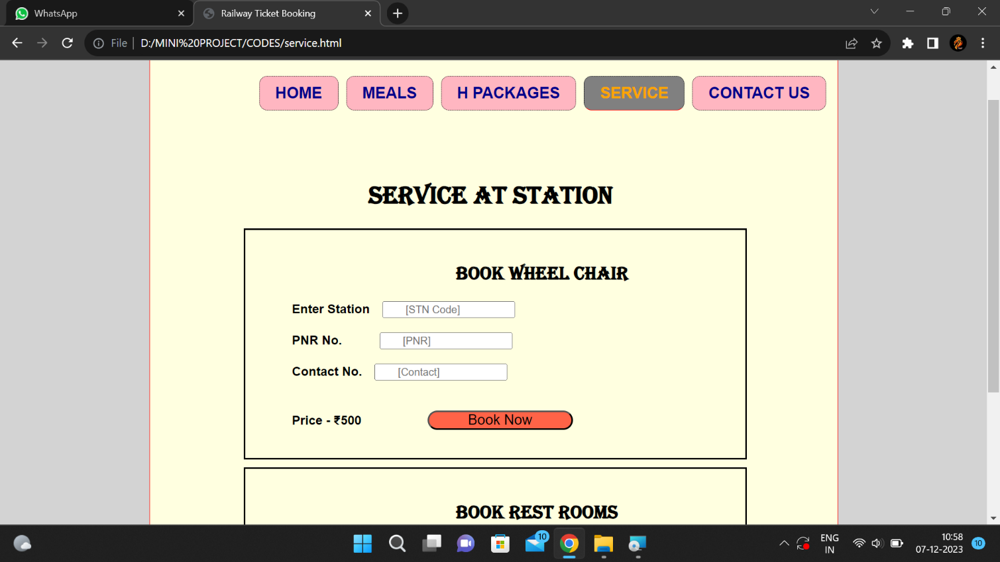 WhatsApp
Railway Ticket Booking
File
D:/MINI%20PROJECT/CODES/service.html
HOME MEALS H PACKAGES SERVICE CONTACT US
SERVICE AT STATION
BOOK WHEEL CHAIR
Enter Station [STN Code]
PNR No. [PNR]
Contact No. [Contact]
Price - ₹500 Book Now
BOOK REST ROOMS
10
ENG
IN
10:58
07-12-2023
10